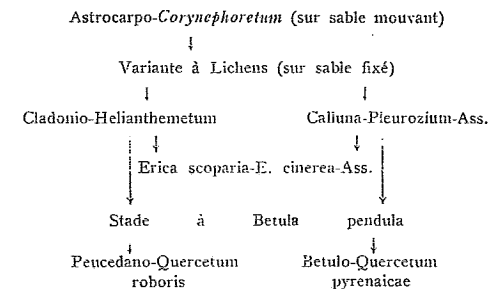 Astrocarpo-Corynephoretum (sur sable mouvant)
Variante à Lichens (sur sable fixé)
Cladonio-Helianthemetum Calluna-Pleurozium-Ass.
Erica scoparia-E. cinerea-Ass.
Stade à Betula pendula
Peucedano-Quercetum Betulo-Quercetum
roboris pyrenaicae